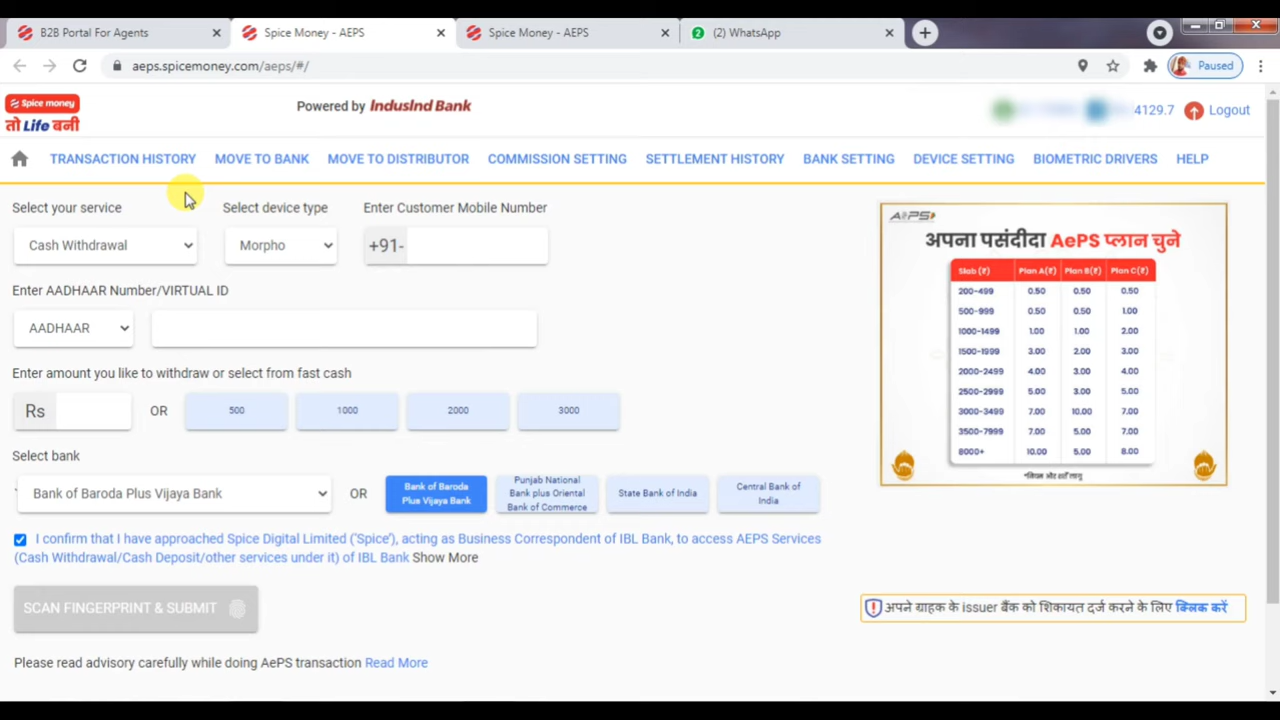 B2B Portal For Agents
Spice Money - AEPS
Spice Money - AEPS
2
(2) WhatsApp
aeps.spicemoney.com/aeps/#/
Paused
Spice money
तो Life बनी
Powered by IndusInd Bank
4129.7
Logout
TRANSACTION HISTORY MOVE TO BANK MOVE TO DISTRIBUTOR COMMISSION SETTING SETTLEMENT HISTORY BANK SETTING DEVICE SETTING BIOMETRIC DRIVERS HELP
Select your service
Select device type
Enter Customer Mobile Number
Cash Withdrawal
Morpho
+91-
Enter AADHAAR Number/VIRTUAL ID
AADHAAR
Enter amount you like to withdraw or select from fast cash
Rs
OR
500
1000
2000
3000
Select bank
Bank of Baroda Plus Vijaya Bank
OR
Bank of Baroda
Plus Vijaya Bank
Punjab National
Bank plus Oriental
Bank of Commerce
State Bank of India
Central Bank of
India
I confirm that I have approached Spice Digital Limited ('Spice'), acting as Business Correspondent of IBL Bank, to access AEPS Services
(Cash Withdrawal/Cash Deposit/other services under it) of IBL Bank Show More
SCAN FINGERPRINT & SUBMIT
Please read advisory carefully while doing AePS transaction Read More
AePS
अपना पसंदीदा AePS प्लान चुने
Slab (₹) Plan A(₹) Plan B(₹) Plan C(₹)
200-499 0.50 0.50 0.50
500-999 0.50 0.50 1.00
1000-1499 1.00 1.00 2.00
1500-1999 3.00 2.00 3.00
2000-2499 4.00 3.00 4.00
2500-2999 5.00 3.00 5.00
3000-3499 7.00 10.00 7.00
3500-7999 7.00 5.00 7.00
8000+ 10.00 5.00 8.00
*नियम और शर्तें लागू
अपने ग्राहक के issuer बैंक को शिकायत दर्ज करने के लिए क्लिक करें